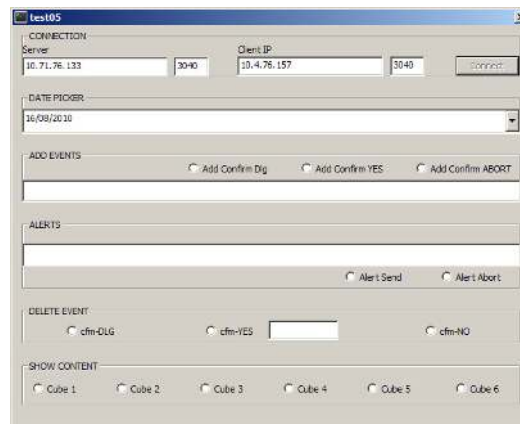 test05
CONNECTION
Server Client IP
10.71.76.133 3040 10.4.76.157 3040 Connect
DATE PICKER
16/08/2010
ADD EVENTS
Add Confirm Dlg Add Confirm YES Add Confirm ABORT
ALERTS
Alert Send Alert Abort
DELETE EVENT
cfm-DLG cfm-YES cfm-NO
SHOW CONTENT
Cube 1 Cube 2 Cube 3 Cube 4 Cube 5 Cube 6